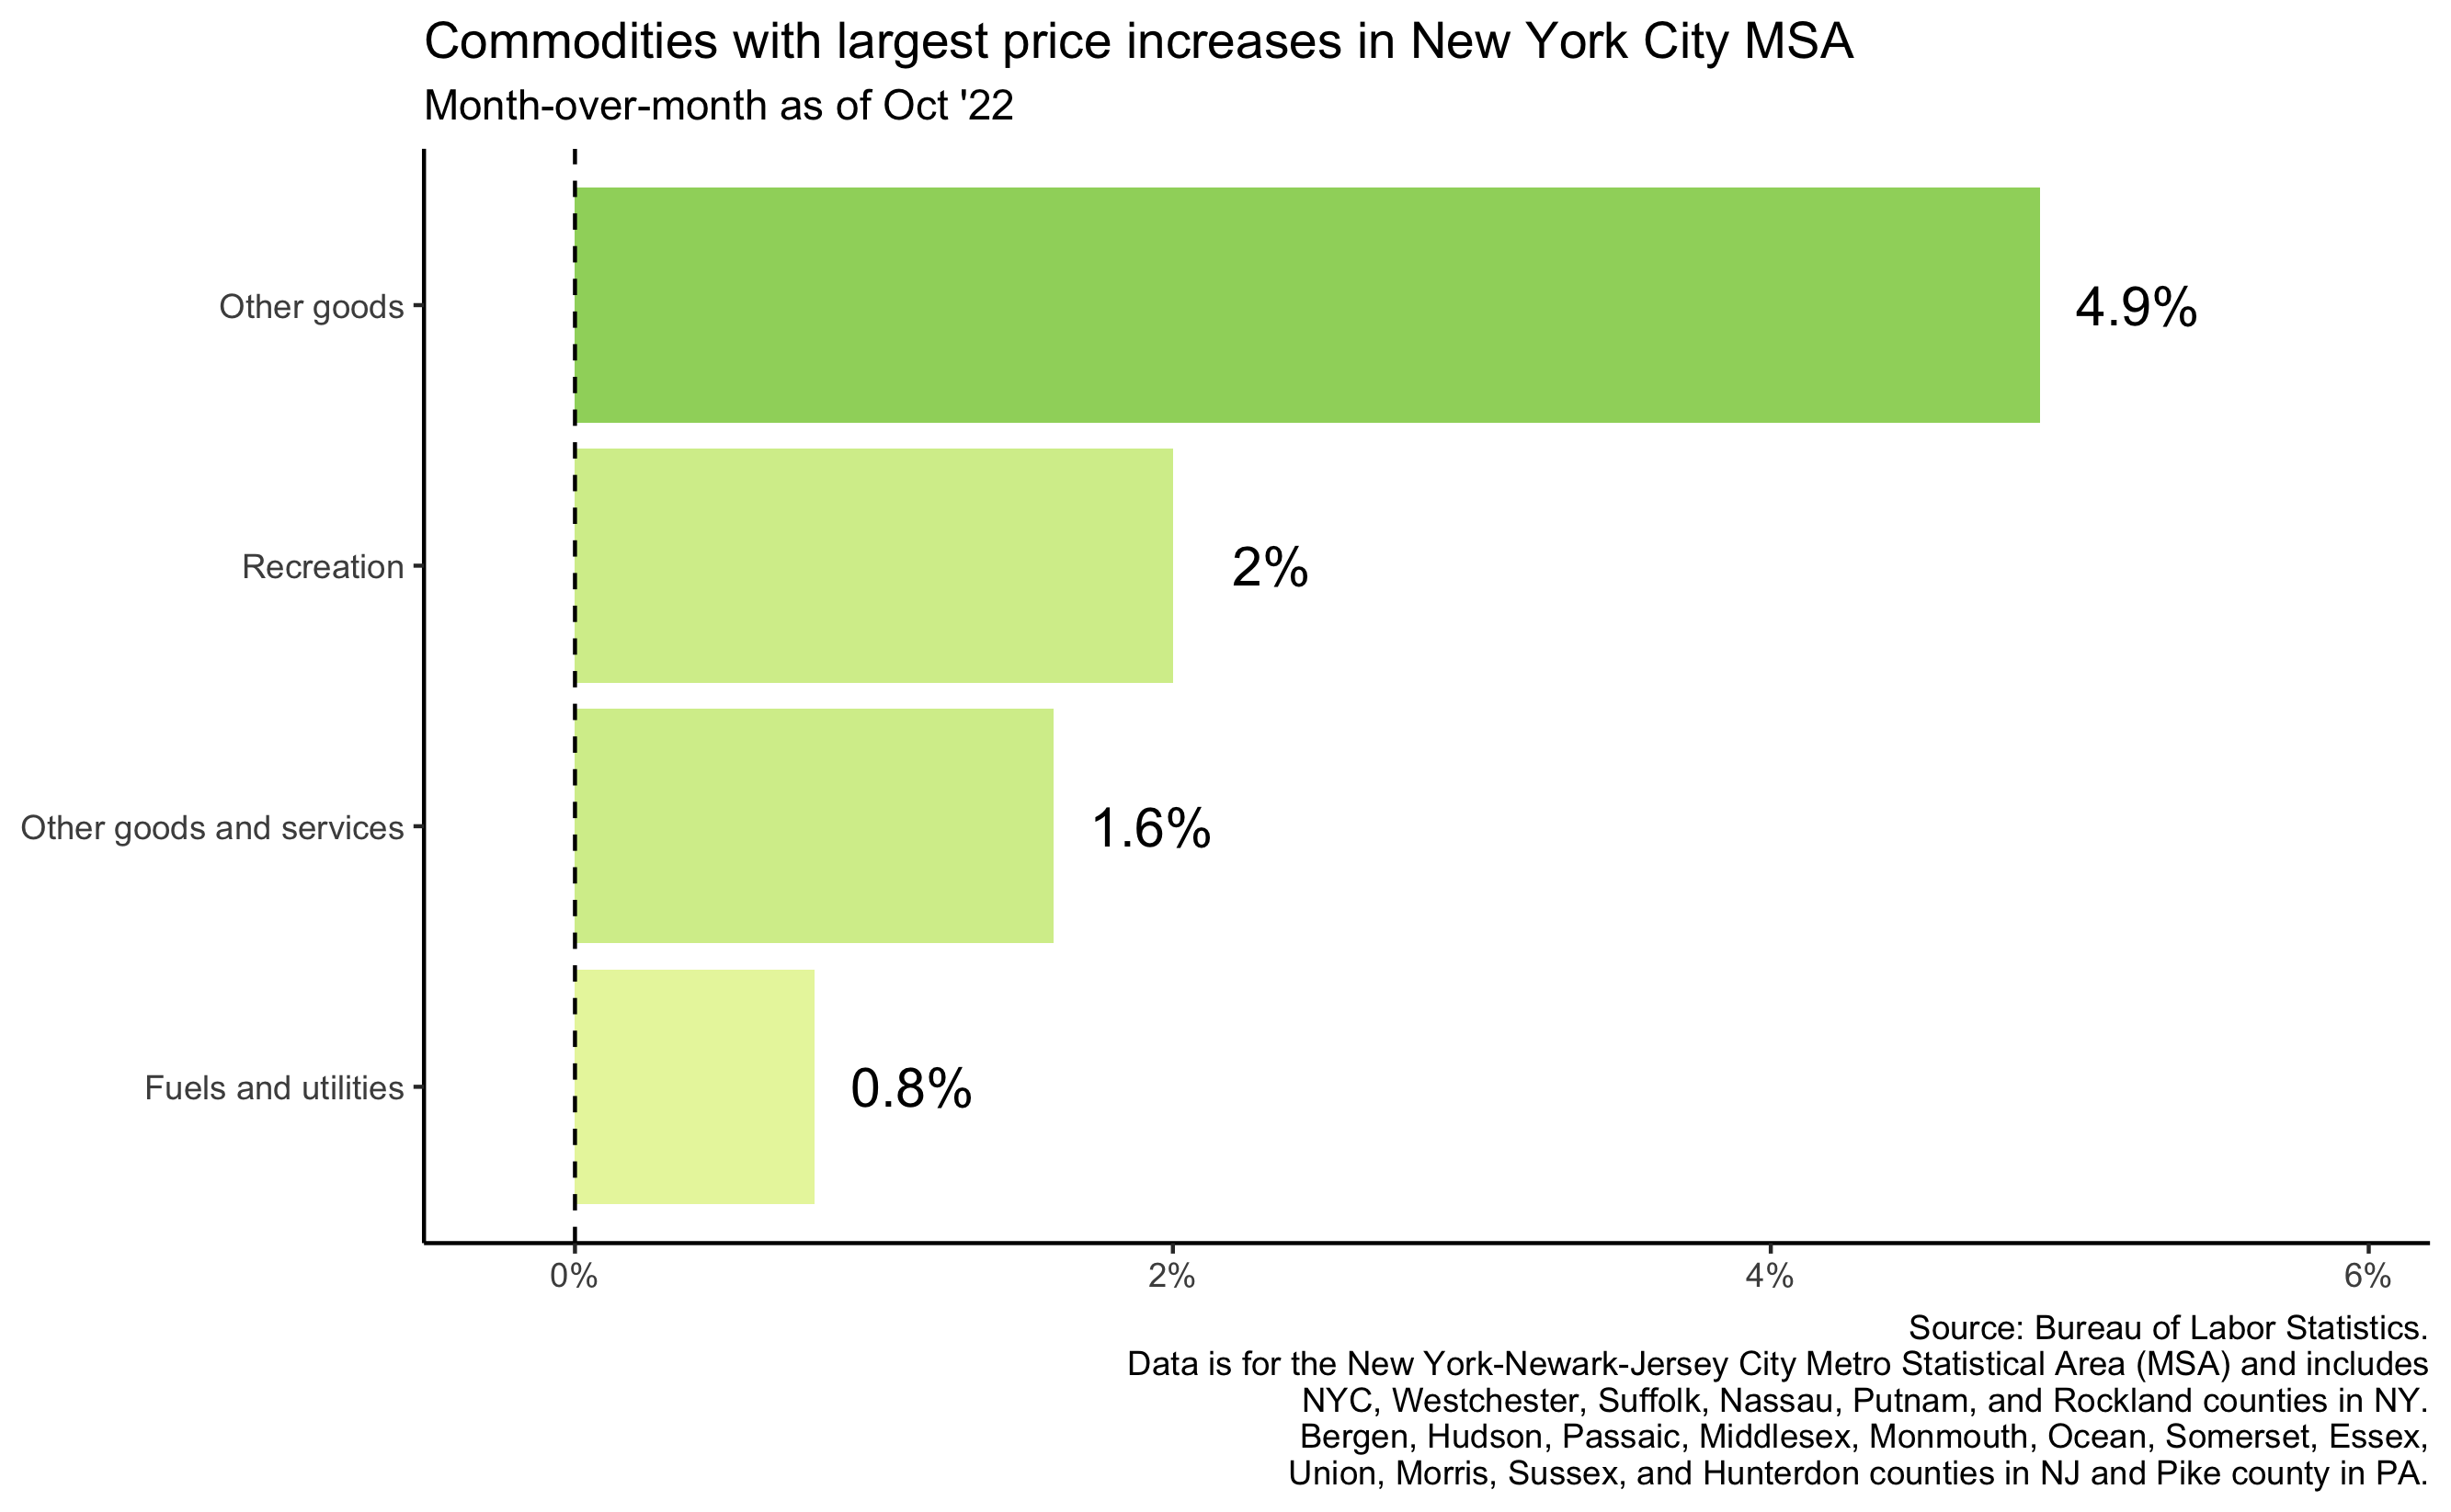 Commodities with largest price increases in New York City MSA
Month-over-month as of Oct '22
Other goods
4.9%
Recreation
2%
Other goods and services
1.6%
Fuels and utilities
0.8%
0%
2%
4%
6%
Source: Bureau of Labor Statistics.
Data is for the New York-Newark-Jersey City Metro Statistical Area (MSA) and includes
NYC, Westchester, Suffolk, Nassau, Putnam, and Rockland counties in NY.
Bergen, Hudson, Passaic, Middlesex, Monmouth, Ocean, Somerset, Essex,
Union, Morris, Sussex, and Hunterdon counties in NJ and Pike county in PA.